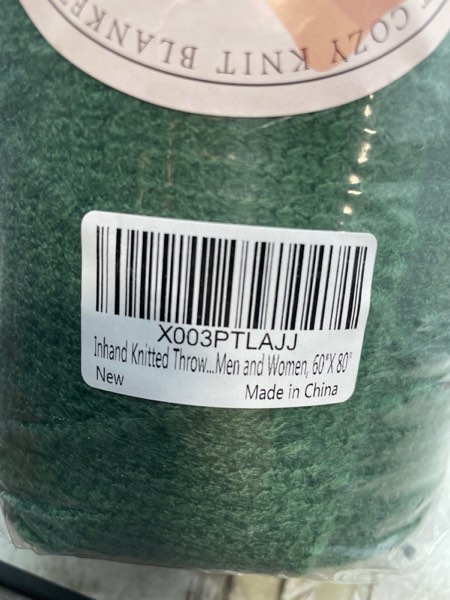 COZY KNIT BLANKET
X003PTLAJJ
Inhand Knitted Throw...Men and Women, 60"X 80"
New
Made in China